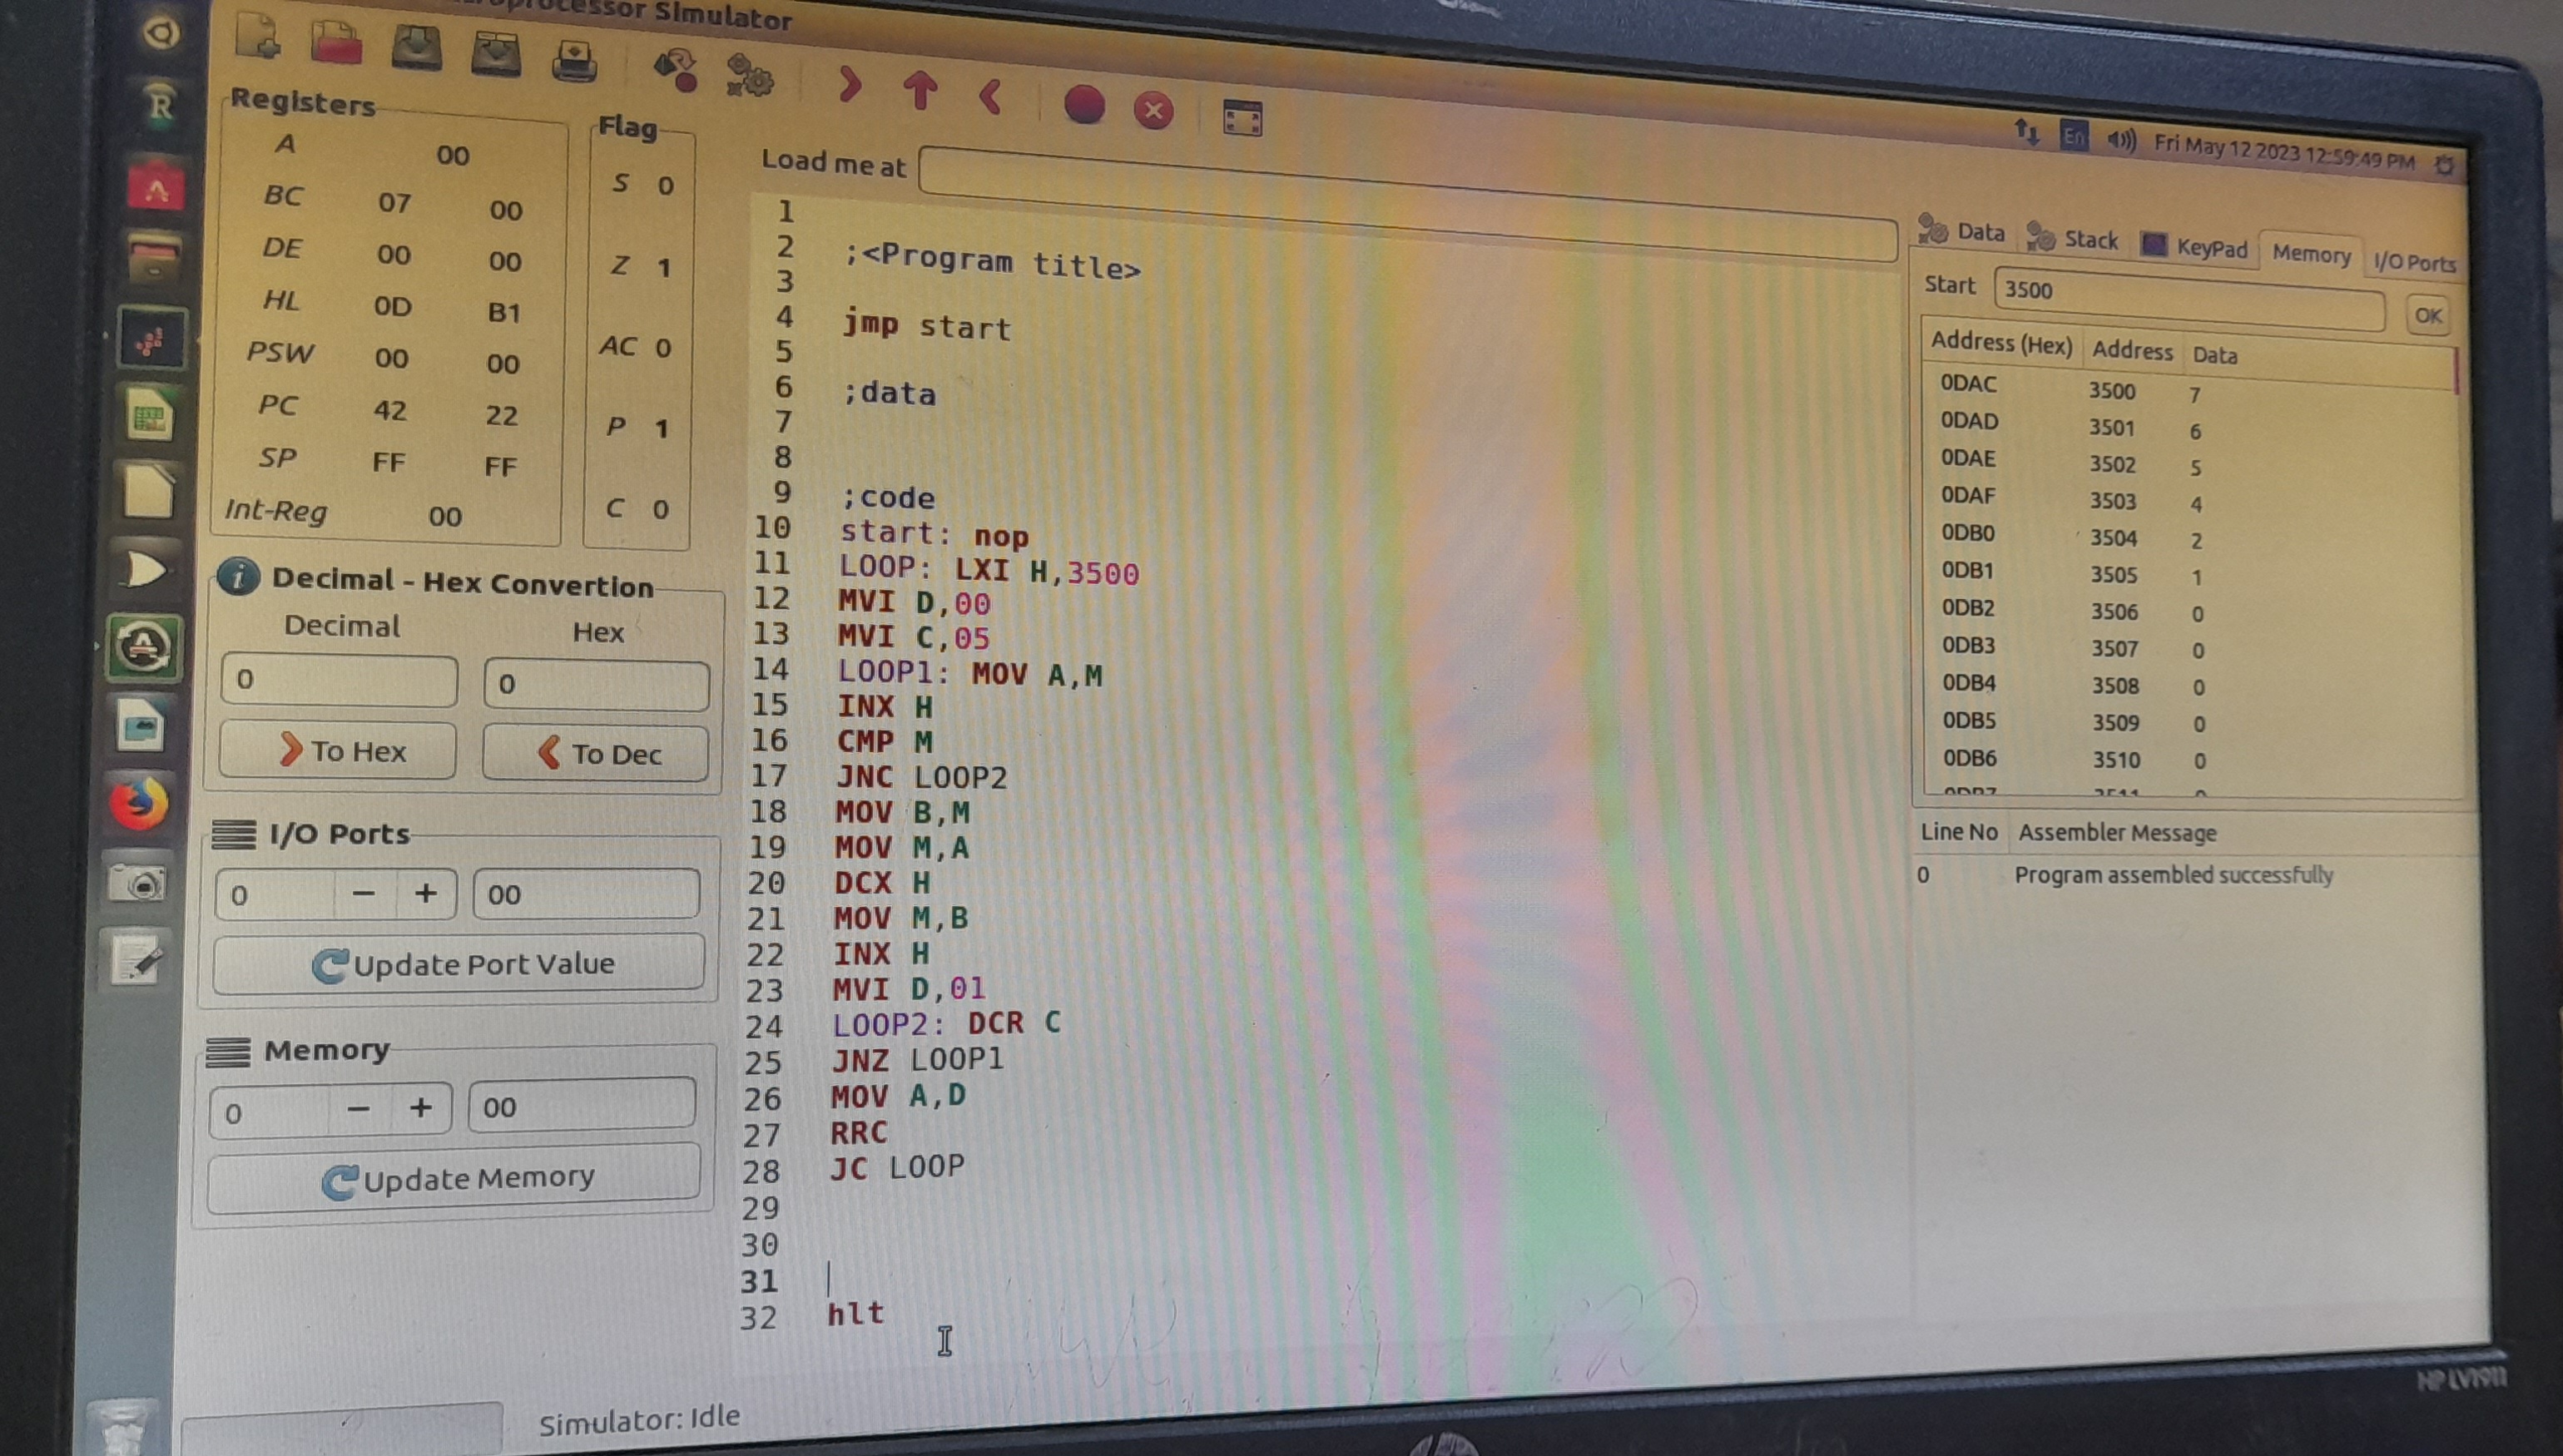 Simulator
Registers
A 00
BC 07 00
DE 00 00
HL 0D B1
PSW 00 00
PC 42 22
SP FF FF
Int-Reg 00
Flag
S 0
Z 1
AC 0
P 1
C 0
Decimal - Hex Convertion
Decimal Hex
0 0
To Hex To Dec
I/O Ports
0 − + 00
Update Port Value
Memory
0 − + 00
Update Memory
Simulator: Idle
Load me at
1
2 ;<Program title>
3
4 jmp start
5
6 ;data
7
8
9 ;code
10 start: nop
11 LOOP: LXI H,3500
12 MVI D,00
13 MVI C,05
14 LOOP1: MOV A,M
15 INX H
16 CMP M
17 JNC LOOP2
18 MOV B,M
19 MOV M,A
20 DCX H
21 MOV M,B
22 INX H
23 MVI D,01
24 LOOP2: DCR C
25 JNZ LOOP1
26 MOV A,D
27 RRC
28 JC LOOP
29
30
31
32 hlt
En Fri May 12 2023 12:59:49 PM
Data Stack KeyPad Memory I/O Ports
Start 3500 OK
Address (Hex) Address Data
0DAC 3500 7
0DAD 3501 6
0DAE 3502 5
0DAF 3503 4
0DB0 3504 2
0DB1 3505 1
0DB2 3506 0
0DB3 3507 0
0DB4 3508 0
0DB5 3509 0
0DB6 3510 0
Line No Assembler Message
0 Program assembled successfully